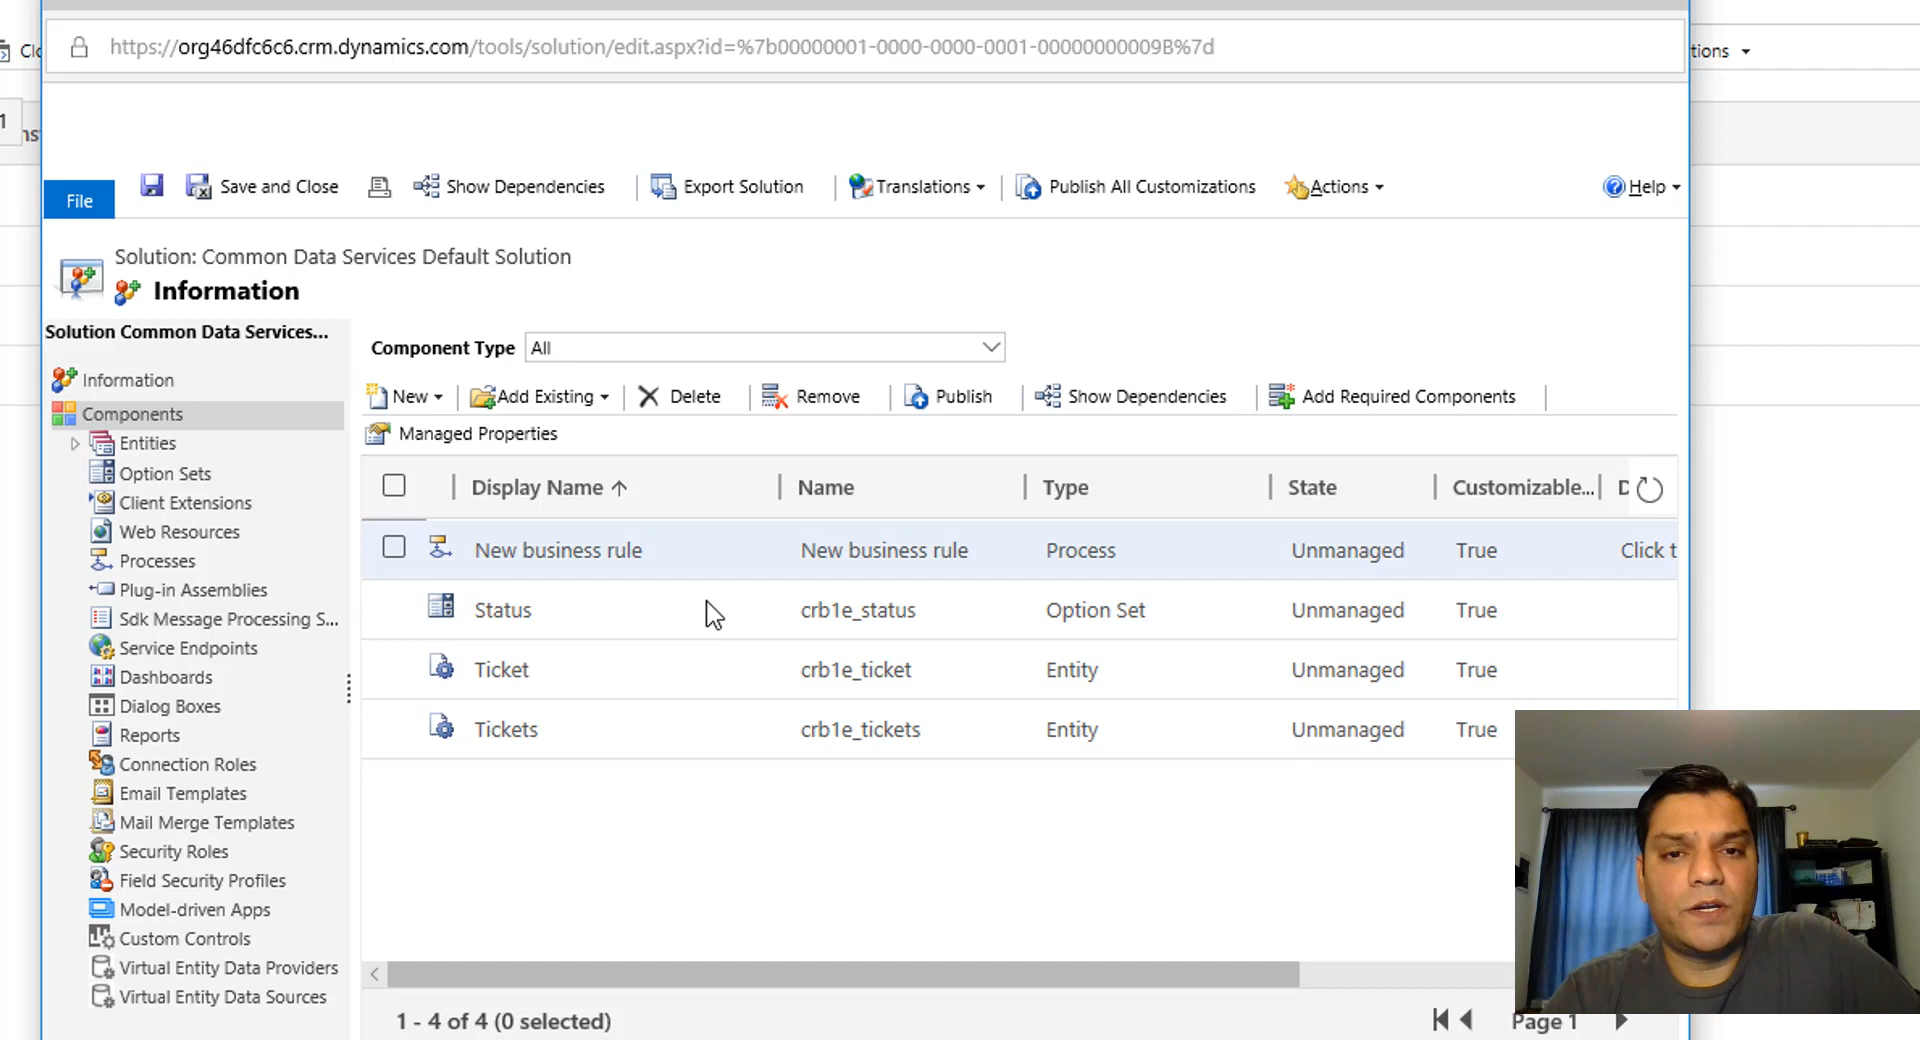 https://org46dfc6c6.crm.dynamics.com/tools/solution/edit.aspx?id=%7b00000001-0000-0000-0001-00000000009B%7d
tions
1
File
Save and Close
Show Dependencies
Export Solution
Translations
Publish All Customizations
Actions
Help
Solution: Common Data Services Default Solution
Information
Solution Common Data Services...
Information
Components
Entities
Option Sets
Client Extensions
Web Resources
Processes
Plug-in Assemblies
Sdk Message Processing S...
Service Endpoints
Dashboards
Dialog Boxes
Reports
Connection Roles
Email Templates
Mail Merge Templates
Security Roles
Field Security Profiles
Model-driven Apps
Custom Controls
Virtual Entity Data Providers
Virtual Entity Data Sources
Component Type All
New
Add Existing
Delete
Remove
Publish
Show Dependencies
Add Required Components
Managed Properties
Display Name Name Type State Customizable... D
New business rule New business rule Process Unmanaged True Click t
Status crb1e_status Option Set Unmanaged True
Ticket crb1e_ticket Entity Unmanaged True
Tickets crb1e_tickets Entity Unmanaged True
1 - 4 of 4 (0 selected)
Page 1